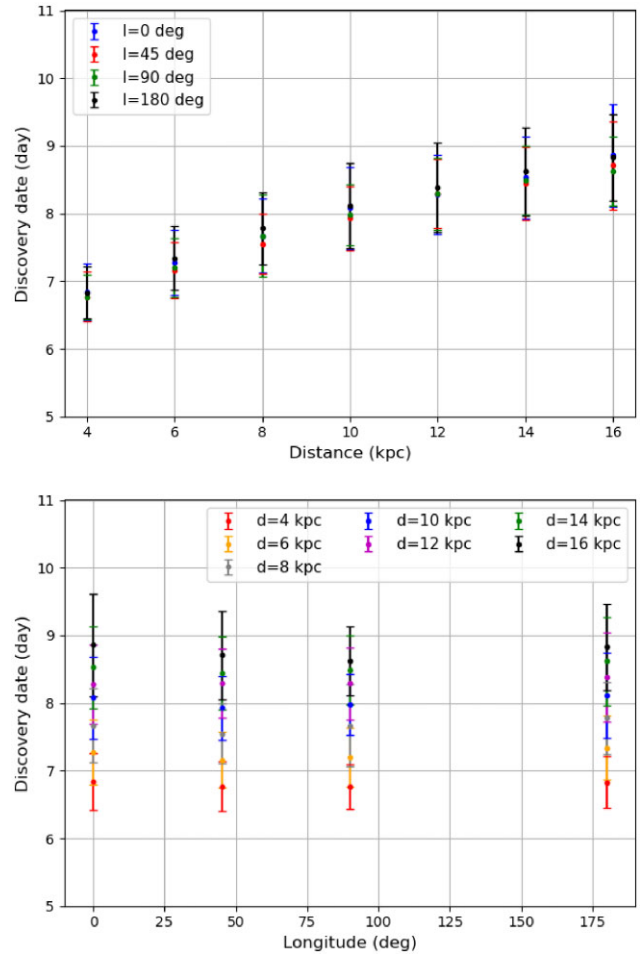 11
10
9
8
7
6
5
Discovery date (day)
l=0 deg
l=45 deg
l=90 deg
l=180 deg
4 6 8 10 12 14 16
Distance (kpc)
11
10
9
8
7
6
5
Discovery date (day)
d=4 kpc d=10 kpc d=14 kpc
d=6 kpc d=12 kpc d=16 kpc
d=8 kpc
0 25 50 75 100 125 150 175
Longitude (deg)